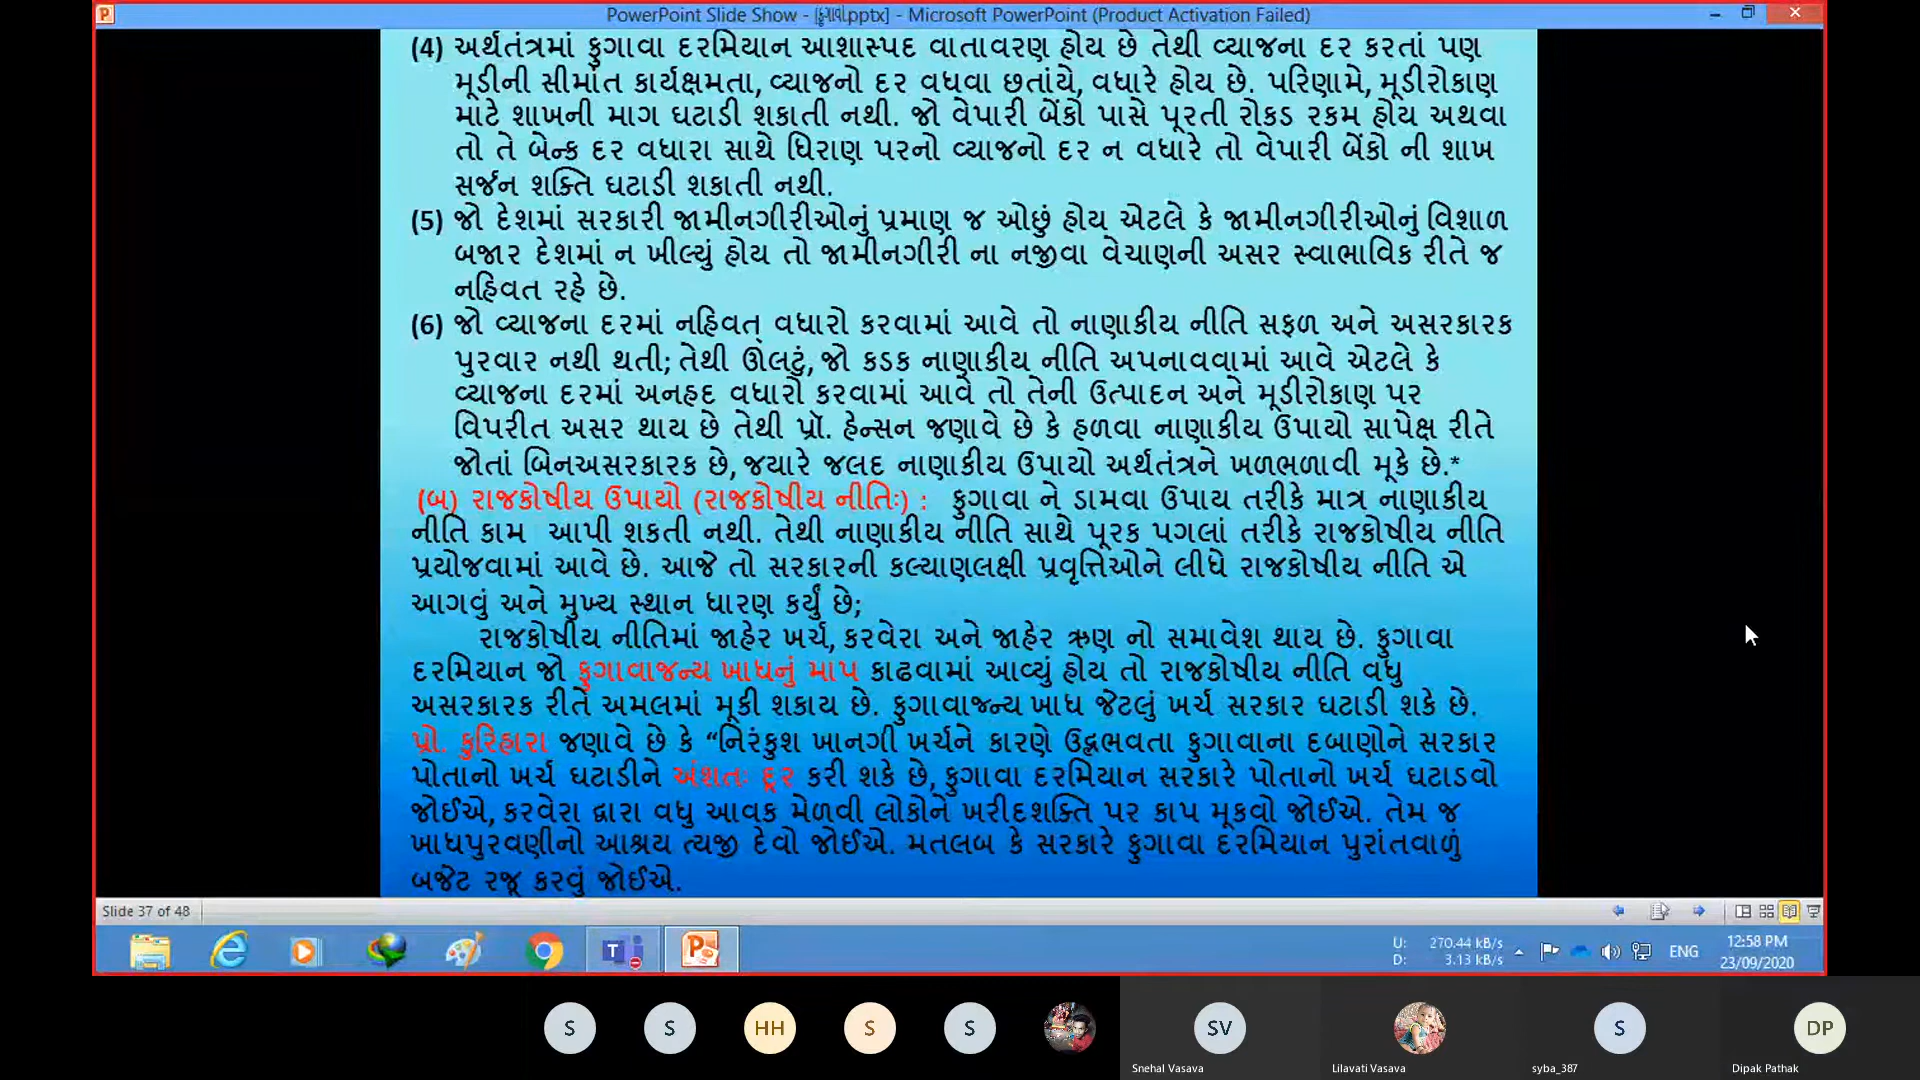 PowerPoint Slide Show - [ફુગાવો.pptx] - Microsoft PowerPoint (Product Activation Failed)
(4) અર્થતંત્રમાં ફુગાવા દરમિયાન આશાસ્પદ વાતાવરણ હોય છે તેથી વ્યાજના દર કરતાં પણ
મૂડીની સીમાંત કાર્યક્ષમતા, વ્યાજનો દર વધવા છતાંયે, વધારે હોય છે. પરિણામે, મૂડીરોકાણ
માટે શાખની માગ ઘટાડી શકાતી નથી. જો વેપારી બેંકો પાસે પૂરતી રોકડ રકમ હોય અથવા
તો તે બેન્ક દર વધારા સાથે ધિરાણ પરનો વ્યાજનો દર ન વધારે તો વેપારી બેંકો ની શાખ
સર્જન શક્તિ ઘટાડી શકાતી નથી.
(5) જો દેશમાં સરકારી જામીનગીરીઓનું પ્રમાણ જ ઓછું હોય એટલે કે જામીનગીરીઓનું વિશાળ
બજાર દેશમાં ન ખીલ્યું હોય તો જામીનગીરી ના નજીવા વેચાણની અસર સ્વાભાવિક રીતે જ
નહિવત રહે છે.
(6) જો વ્યાજના દરમાં નહિવત્ વધારો કરવામાં આવે તો નાણાકીય નીતિ સફળ અને અસરકારક
પુરવાર નથી થતી; તેથી ઊલટું, જો કડક નાણાકીય નીતિ અપનાવવામાં આવે એટલે કે
વ્યાજના દરમાં અનહદ વધારો કરવામાં આવે તો તેની ઉત્પાદન અને મૂડીરોકાણ પર
વિપરીત અસર થાય છે તેથી પ્રૉ. હેન્સન જણાવે છે કે હળવા નાણાકીય ઉપાયો સાપેક્ષ રીતે
જોતાં બિનઅસરકારક છે, જયારે જલદ નાણાકીય ઉપાયો અર્થતંત્રને ખળભળાવી મૂકે છે.*
(બ) રાજકોષીય ઉપાયો (રાજકોષીય નીતિઃ) : ફુગાવા ને ડામવા ઉપાય તરીકે માત્ર નાણાકીય
નીતિ કામ આપી શકતી નથી. તેથી નાણાકીય નીતિ સાથે પૂરક પગલાં તરીકે રાજકોષીય નીતિ
પ્રયોજવામાં આવે છે. આજે તો સરકારની કલ્યાણલક્ષી પ્રવૃત્તિઓને લીધે રાજકોષીય નીતિ એ
આગવું અને મુખ્ય સ્થાન ધારણ કર્યું છે;
રાજકોષીય નીતિમાં જાહેર ખર્ચ, કરવેરા અને જાહેર ઋણ નો સમાવેશ થાય છે. ફુગાવા
દરમિયાન જો ફુગાવાજન્ય ખાધનું માપ કાઢવામાં આવ્યું હોય તો રાજકોષીય નીતિ વધુ
અસરકારક રીતે અમલમાં મૂકી શકાય છે. ફુગાવાજન્ય ખાધ જેટલું ખર્ચ સરકાર ઘટાડી શકે છે.
પ્રો. કુરિહારા જણાવે છે કે “નિરંકુશ ખાનગી ખર્ચને કારણે ઉદ્ભભવતા ફુગાવાના દબાણોને સરકાર
પોતાનો ખર્ચ ઘટાડીને અંશતઃ દૂર કરી શકે છે, ફુગાવા દરમિયાન સરકારે પોતાનો ખર્ચ ઘટાડવો
જોઈએ, કરવેરા દ્વારા વધુ આવક મેળવી લોકોને ખરીદશક્તિ પર કાપ મૂકવો જોઈએ. તેમ જ
ખાધપુરવણીનો આશ્રય ત્યજી દેવો જોઈએ. મતલબ કે સરકારે ફુગાવા દરમિયાન પુરાંતવાળું
બજેટ રજૂ કરવું જોઈએ.
Slide 37 of 48
U: 270.44 kB/s
D: 3.13 kB/s
ENG
12:58 PM
23/09/2020
S S HH S S SV S DP
Snehal Vasava Lilavati Vasava syba_387 Dipak Pathak